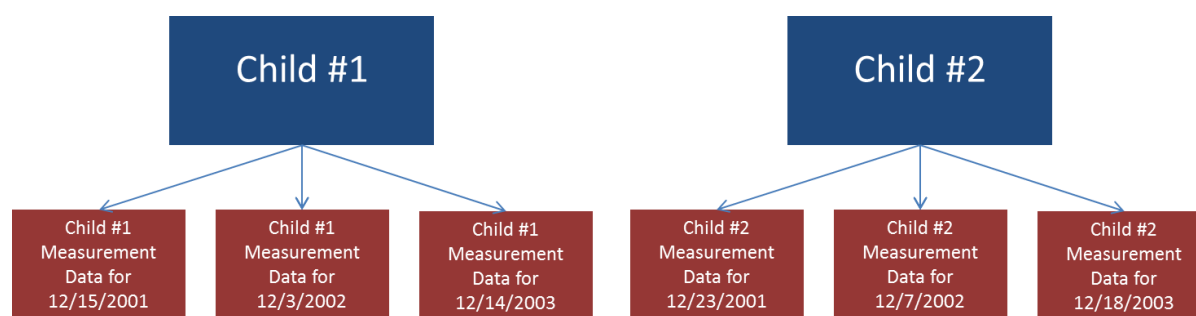 Child #1
Child #2
Child #1
Measurement
Data for
12/15/2001
Child #1
Measurement
Data for
12/3/2002
Child #1
Measurement
Data for
12/14/2003
Child #2
Measurement
Data for
12/23/2001
Child #2
Measurement
Data for
12/7/2002
Child #2
Measurement
Data for
12/18/2003